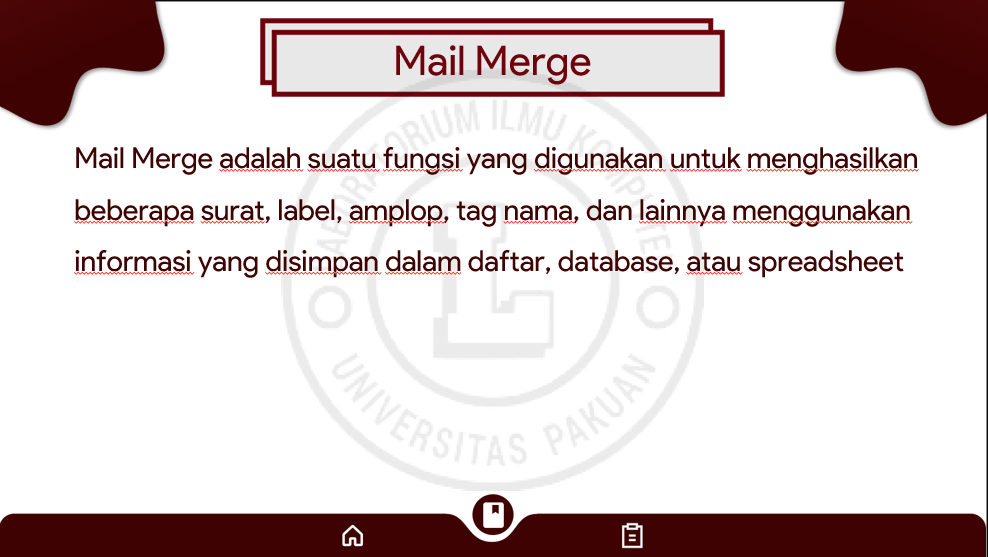 Mail Merge
Mail Merge adalah suatu fungsi yang digunakan untuk menghasilkan
beberapa surat, label, amplop, tag nama, dan lainnya menggunakan
informasi yang disimpan dalam daftar, database, atau spreadsheet
LABORATORIUM ILMU KOMPUTER
L
UNIVERSITAS PAKUAN